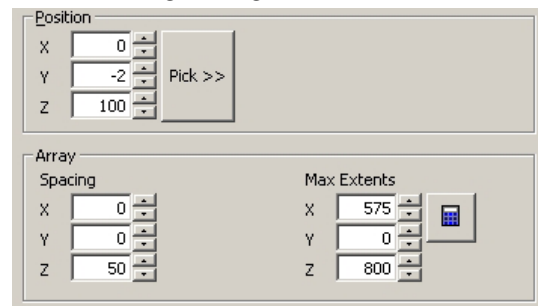 Position
X 0
Y -2 Pick >>
Z 100
Array
Spacing Max Extents
X 0 X 575
Y 0 Y 0
Z 50 Z 800